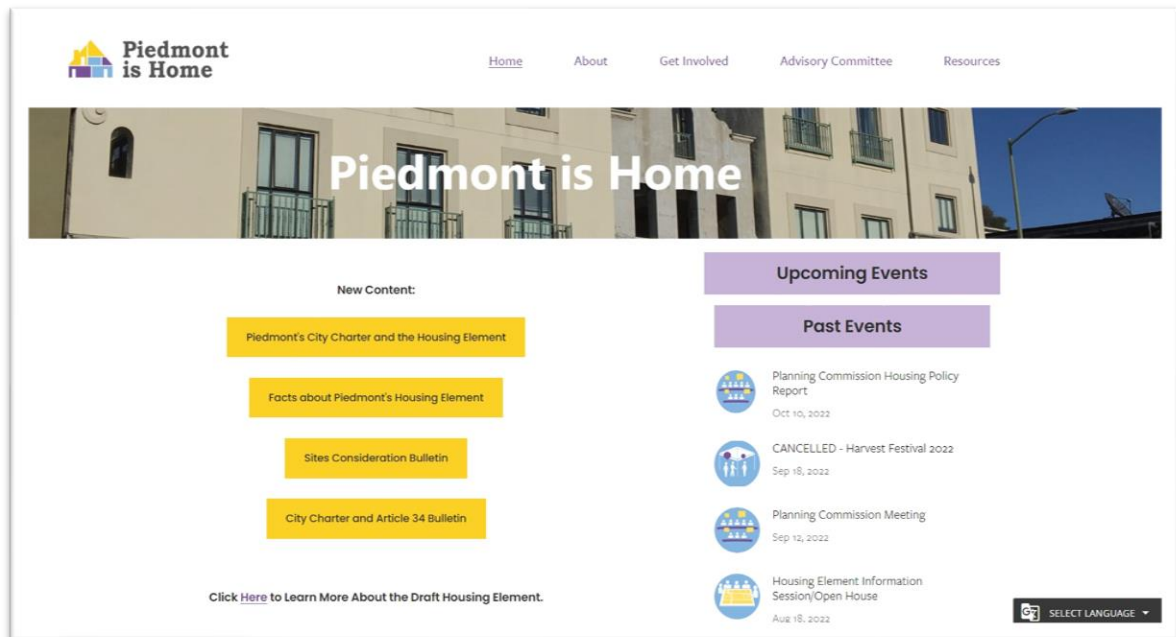 Piedmont
is Home
Home About Get Involved Advisory Committee Resources
Piedmont is Home
New Content:
Piedmont's City Charter and the Housing Element
Facts about Piedmont's Housing Element
Sites Consideration Bulletin
City Charter and Article 34 Bulletin
Click Here to Learn More About the Draft Housing Element.
Upcoming Events
Past Events
Planning Commission Housing Policy
Report
Oct 10, 2022
CANCELLED - Harvest Festival 2022
Sep 18, 2022
Planning Commission Meeting
Sep 12, 2022
Housing Element Information
Session/Open House
Aug 18, 2022
SELECT LANGUAGE